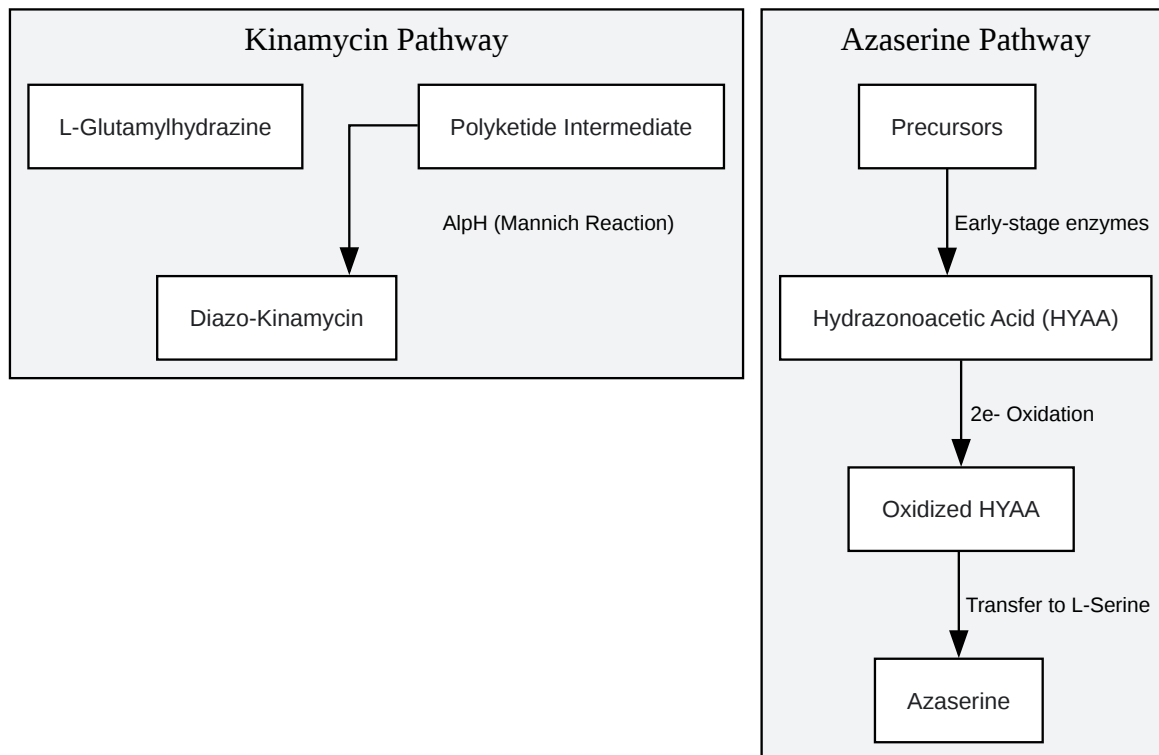 Kinamycin Pathway
L-Glutamylhydrazine
Polyketide Intermediate
AlpH (Mannich Reaction)
Diazo-Kinamycin
Azaserine Pathway
Precursors
Early-stage enzymes
Hydrazonoacetic Acid (HYAA)
2e- Oxidation
Oxidized HYAA
Transfer to L-Serine
Azaserine